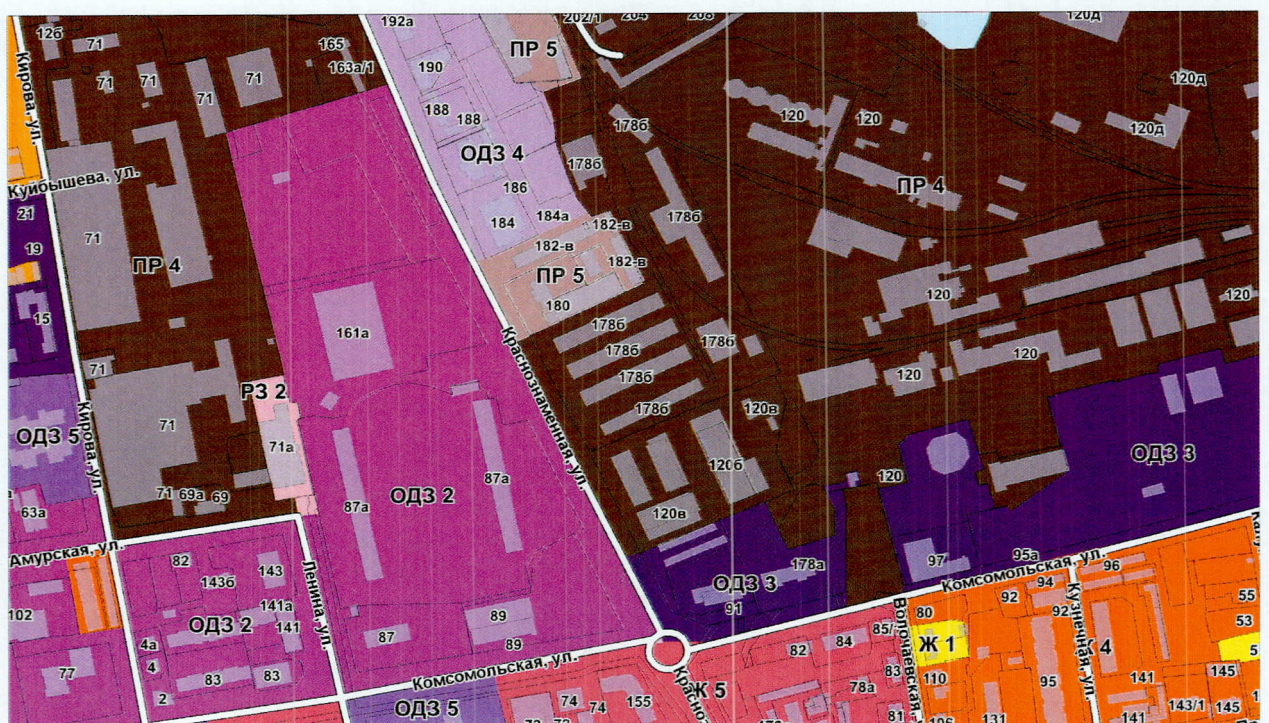 192а
202/1
204
208
120д
12б
71
165
ПР 5
Кирова, ул.
71
71
71
71
163а/1
190
120д
188
188
178б
120
120
120д
ОДЗ 4
178б
Куйбышева, ул.
186
ПР 4
21
184
184а
182-в
178б
71
19
182-в
182-в
ПР 4
ПР 5
180
120
120
15
161а
178б
Краснознаменная, ул.
178б
178б
120
71
178б
120
РЗ 2
178б
120в
Кирова, ул.
71
ОДЗ 5
71а
ОДЗ 3
120б
120
87а
87а
ОДЗ 2
71
69а
69
63а
120в
Амурская, ул.
82
143б
143
Ленина, ул.
178а
97
95а
Комсомольская, ул.
96
94
ОДЗ 3
91
92
92
Кузнечная, ул.
55
53
102
141а
141
ОДЗ 2
89
87
89
Волочаевская,
80
85/
84
82
Ж 1
4а
4
77
83
83
2
Комсомольская, ул.
83
110
145
141
5
Ж 5
78а
95
74
74
155
ОДЗ 5
81
106
131
141
143/1
145